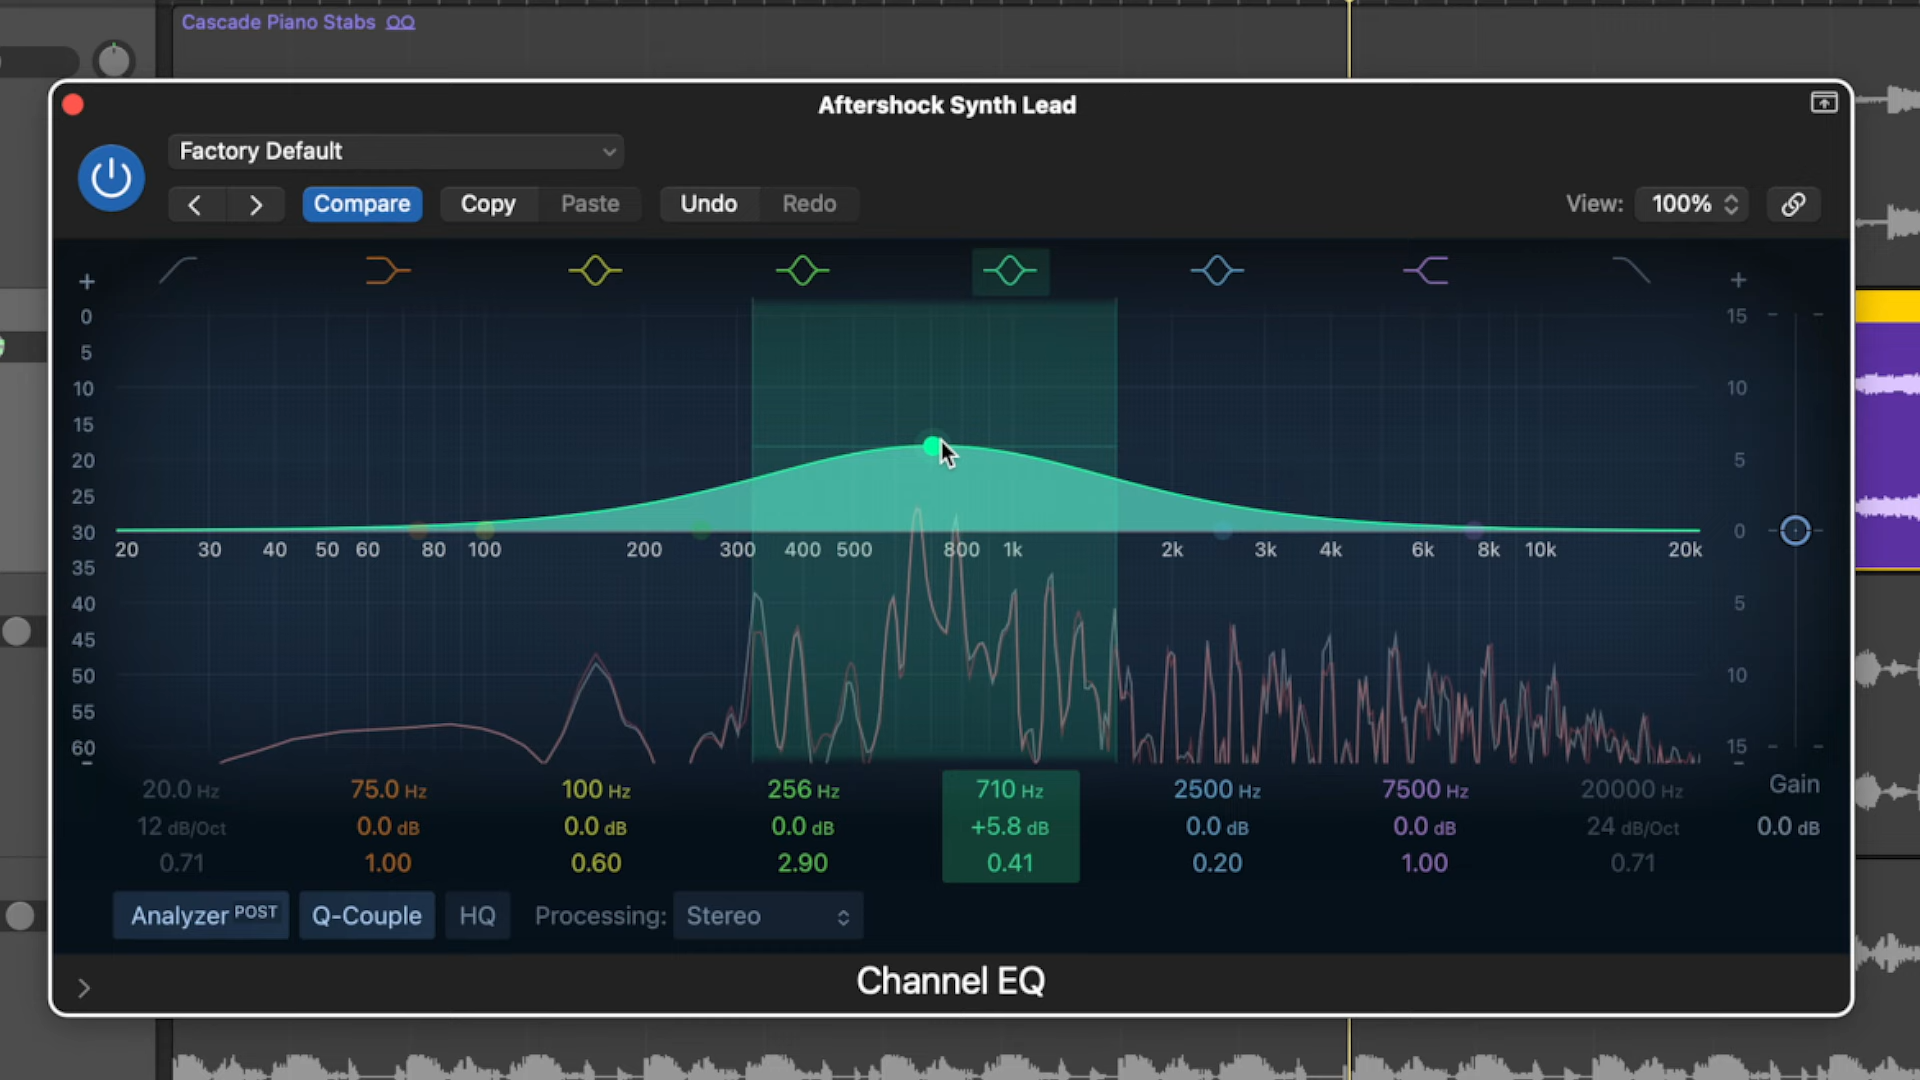 Cascade Piano Stabs
Aftershock Synth Lead
Factory Default
Compare Copy Paste Undo Redo View: 100%
+ +
0 15
5
10 10
15
20 5
25
30 0
20 30 40 50 60 80 100 200 300 400 500 800 1k 2k 3k 4k 6k 8k 10k 20k
35
40 5
45
50 10
55
60 15
- -
20.0 Hz 75.0 Hz 100 Hz 256 Hz 710 Hz 2500 Hz 7500 Hz 20000 Hz Gain
12 dB/Oct 0.0 dB 0.0 dB 0.0 dB +5.8 dB 0.0 dB 0.0 dB 24 dB/Oct 0.0 dB
0.71 1.00 0.60 2.90 0.41 0.20 1.00 0.71
Analyzer POST Q-Couple HQ Processing: Stereo
Channel EQ